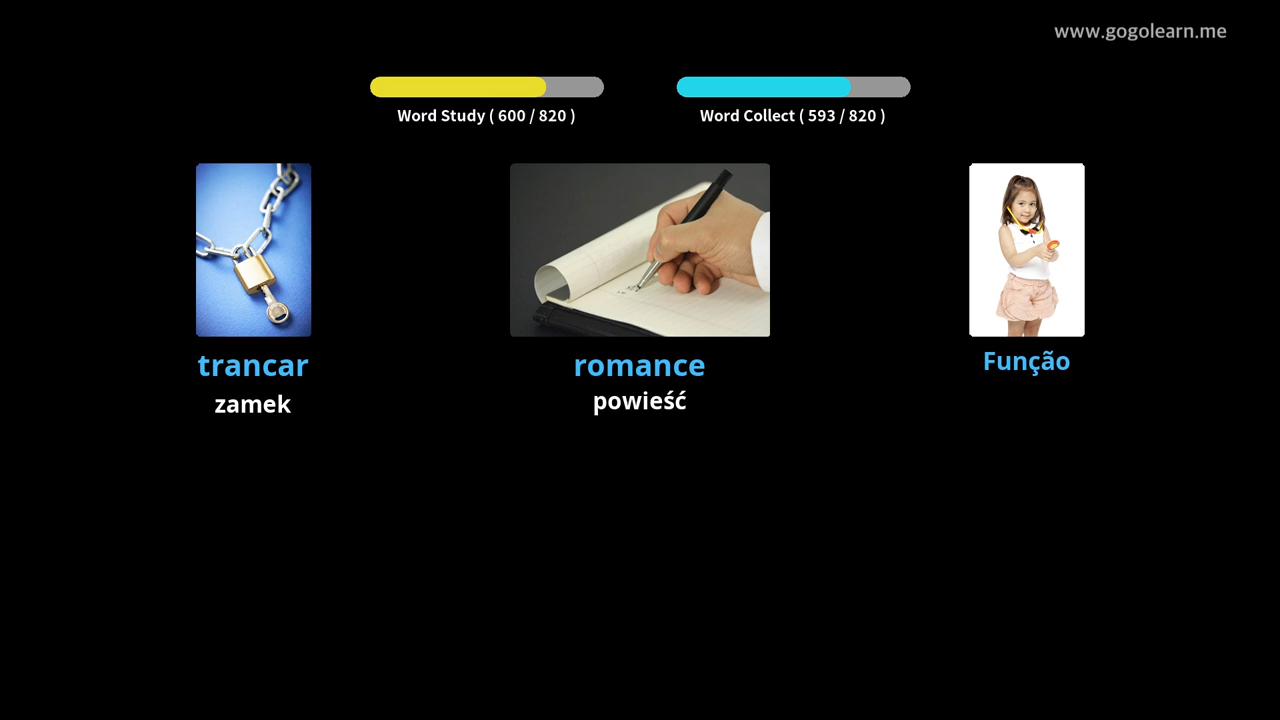 www.gogolearn.me
Word Study ( 600 / 820 )
Word Collect ( 593 / 820 )
trancar
zamek
romance
powieść
Função